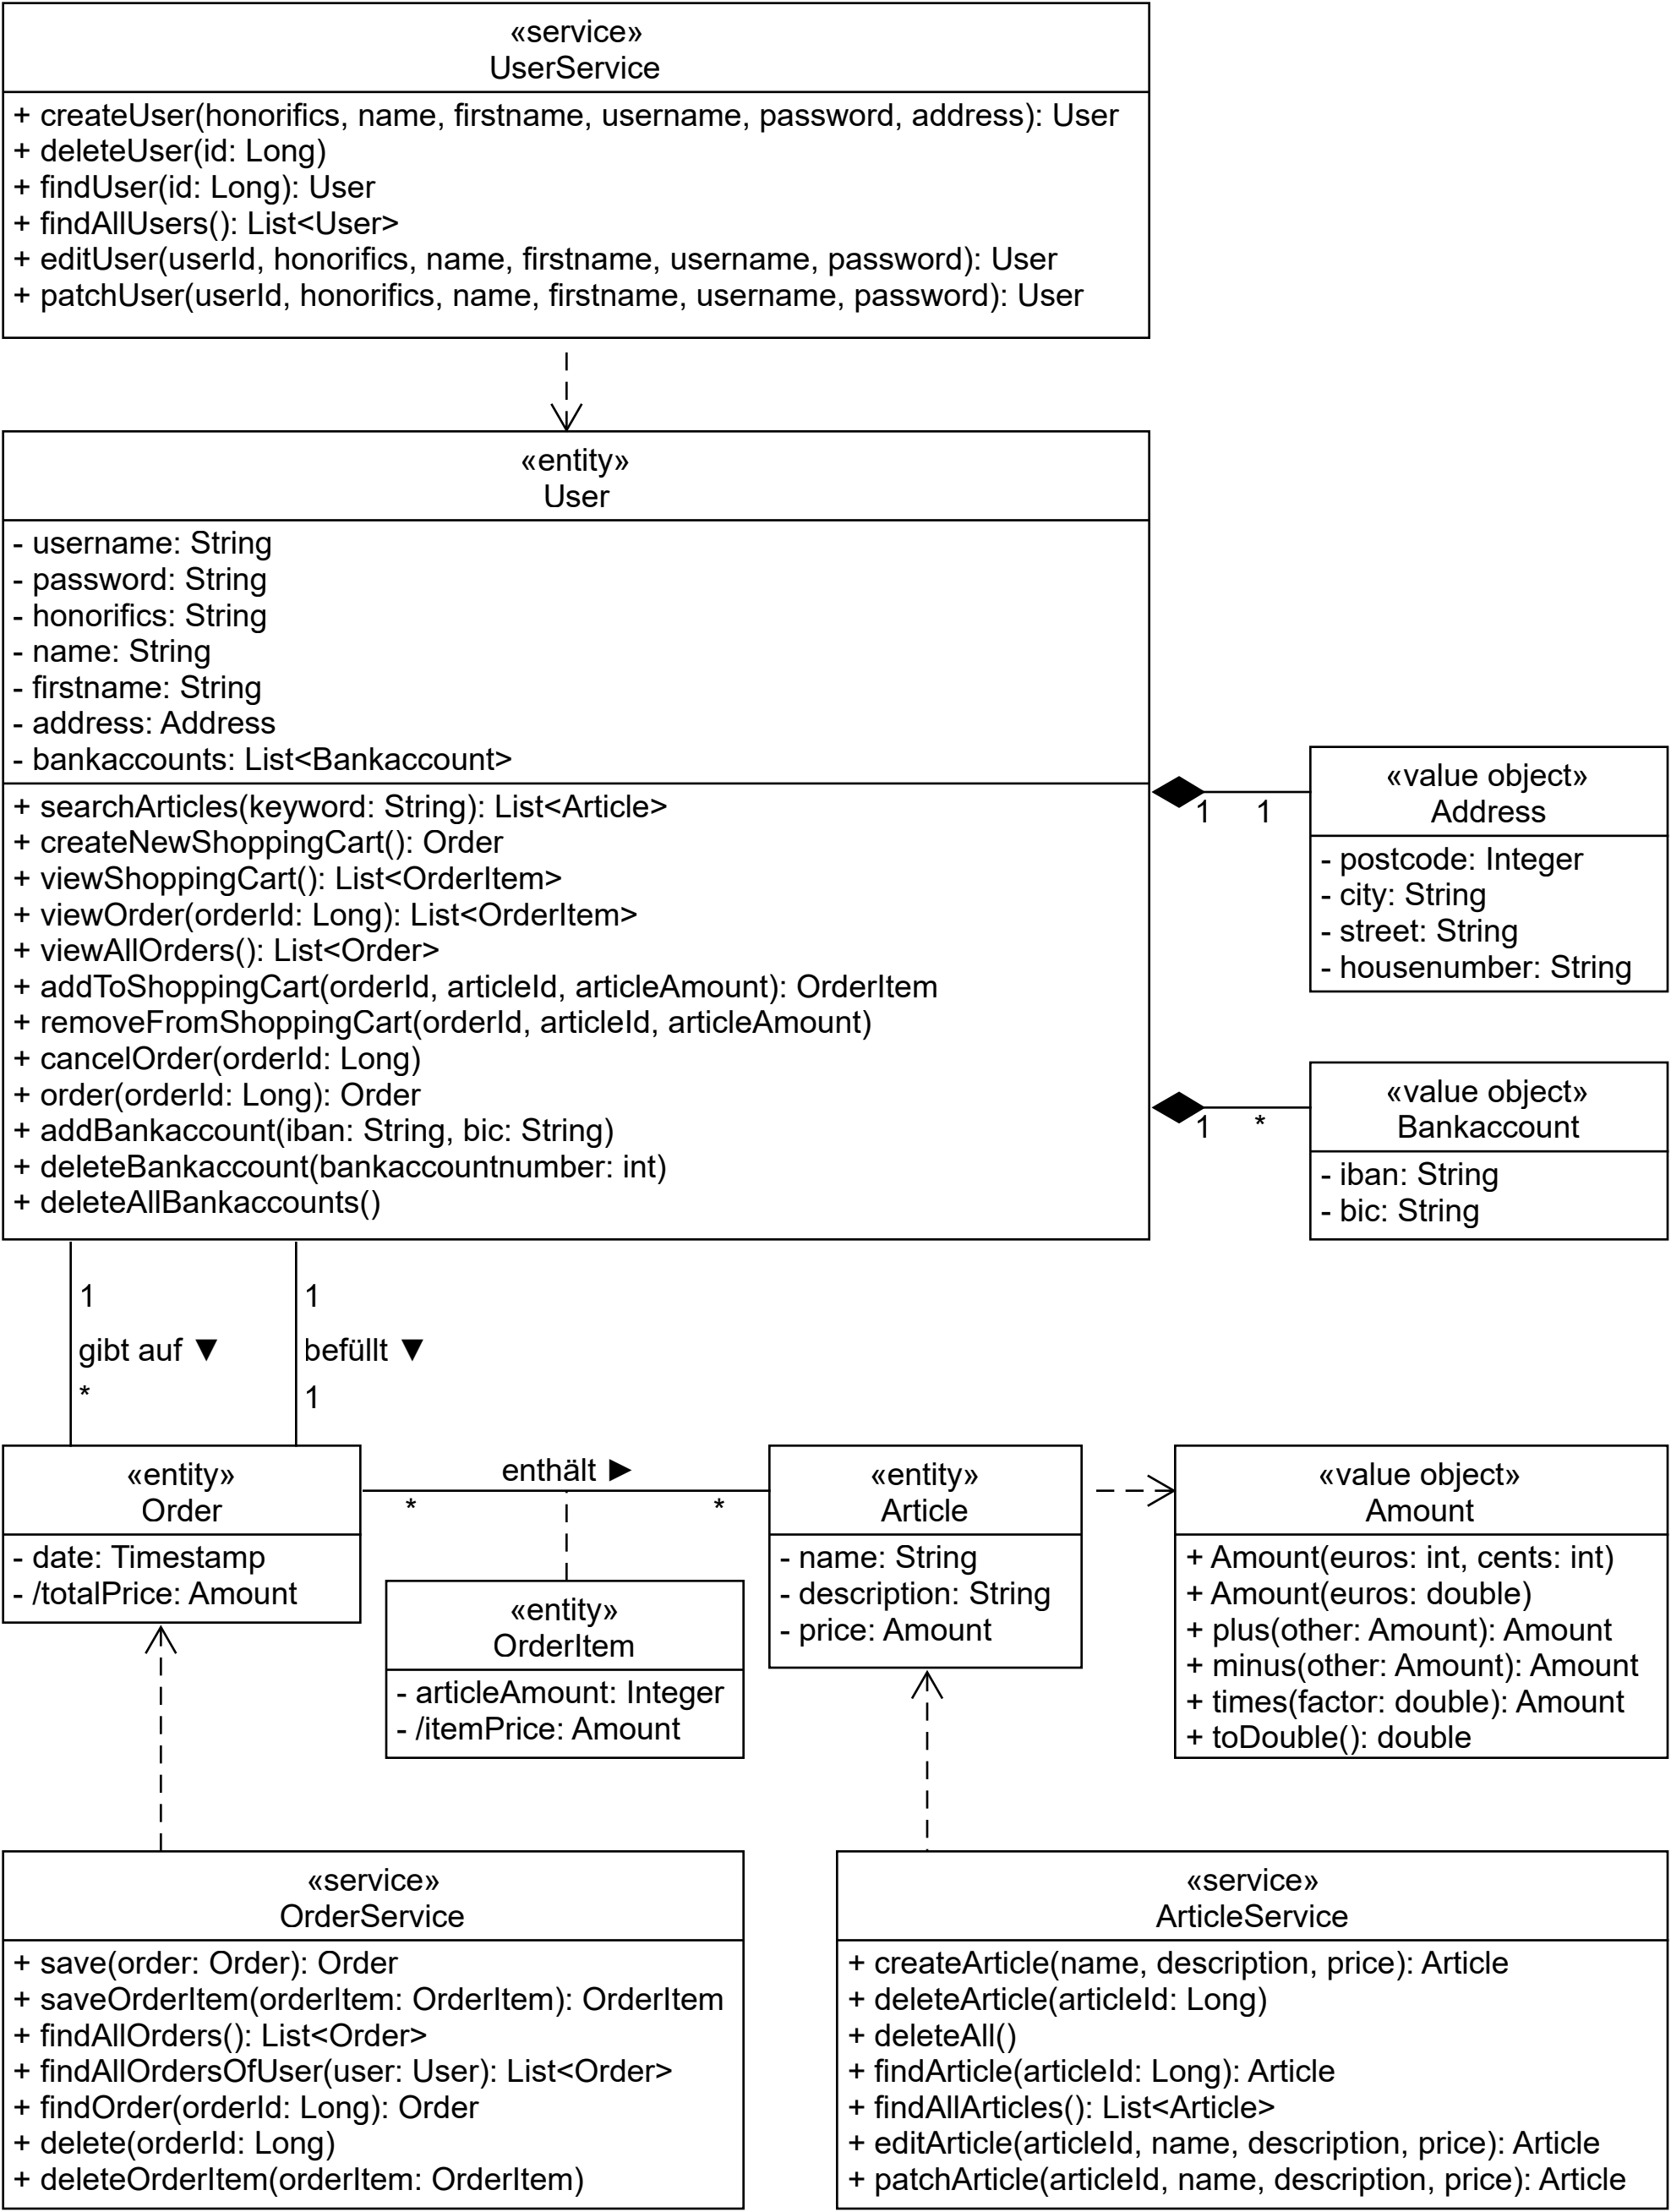 «service»
UserService
+ createUser(honorifics, name, firstname, username, password, address): User
+ deleteUser(id: Long)
+ findUser(id: Long): User
+ findAllUsers(): List<User>
+ editUser(userId, honorifics, name, firstname, username, password): User
+ patchUser(userId, honorifics, name, firstname, username, password): User
«entity»
User
- username: String
- password: String
- honorifics: String
- name: String
- firstname: String
- address: Address
- bankaccounts: List<Bankaccount>
+ searchArticles(keyword: String): List<Article>
+ createNewShoppingCart(): Order
+ viewShoppingCart(): List<OrderItem>
+ viewOrder(orderId: Long): List<OrderItem>
+ viewAllOrders(): List<Order>
+ addToShoppingCart(orderId, articleId, articleAmount): OrderItem
+ removeFromShoppingCart(orderId, articleId, articleAmount)
+ cancelOrder(orderId: Long)
+ order(orderId: Long): Order
+ addBankaccount(iban: String, bic: String)
+ deleteBankaccount(bankaccountnumber: int)
+ deleteAllBankaccounts()
1 1
«value object»
Address
- postcode: Integer
- city: String
- street: String
- housenumber: String
1 *
«value object»
Bankaccount
- iban: String
- bic: String
1
gibt auf ▼
*
1
befüllt ▼
1
«entity»
Order
- date: Timestamp
- /totalPrice: Amount
enthält ►
* *
«entity»
OrderItem
- articleAmount: Integer
- /itemPrice: Amount
«entity»
Article
- name: String
- description: String
- price: Amount
«value object»
Amount
+ Amount(euros: int, cents: int)
+ Amount(euros: double)
+ plus(other: Amount): Amount
+ minus(other: Amount): Amount
+ times(factor: double): Amount
+ toDouble(): double
«service»
OrderService
+ save(order: Order): Order
+ saveOrderItem(orderItem: OrderItem): OrderItem
+ findAllOrders(): List<Order>
+ findAllOrdersOfUser(user: User): List<Order>
+ findOrder(orderId: Long): Order
+ delete(orderId: Long)
+ deleteOrderItem(orderItem: OrderItem)
«service»
ArticleService
+ createArticle(name, description, price): Article
+ deleteArticle(articleId: Long)
+ deleteAll()
+ findArticle(articleId: Long): Article
+ findAllArticles(): List<Article>
+ editArticle(articleId, name, description, price): Article
+ patchArticle(articleId, name, description, price): Article